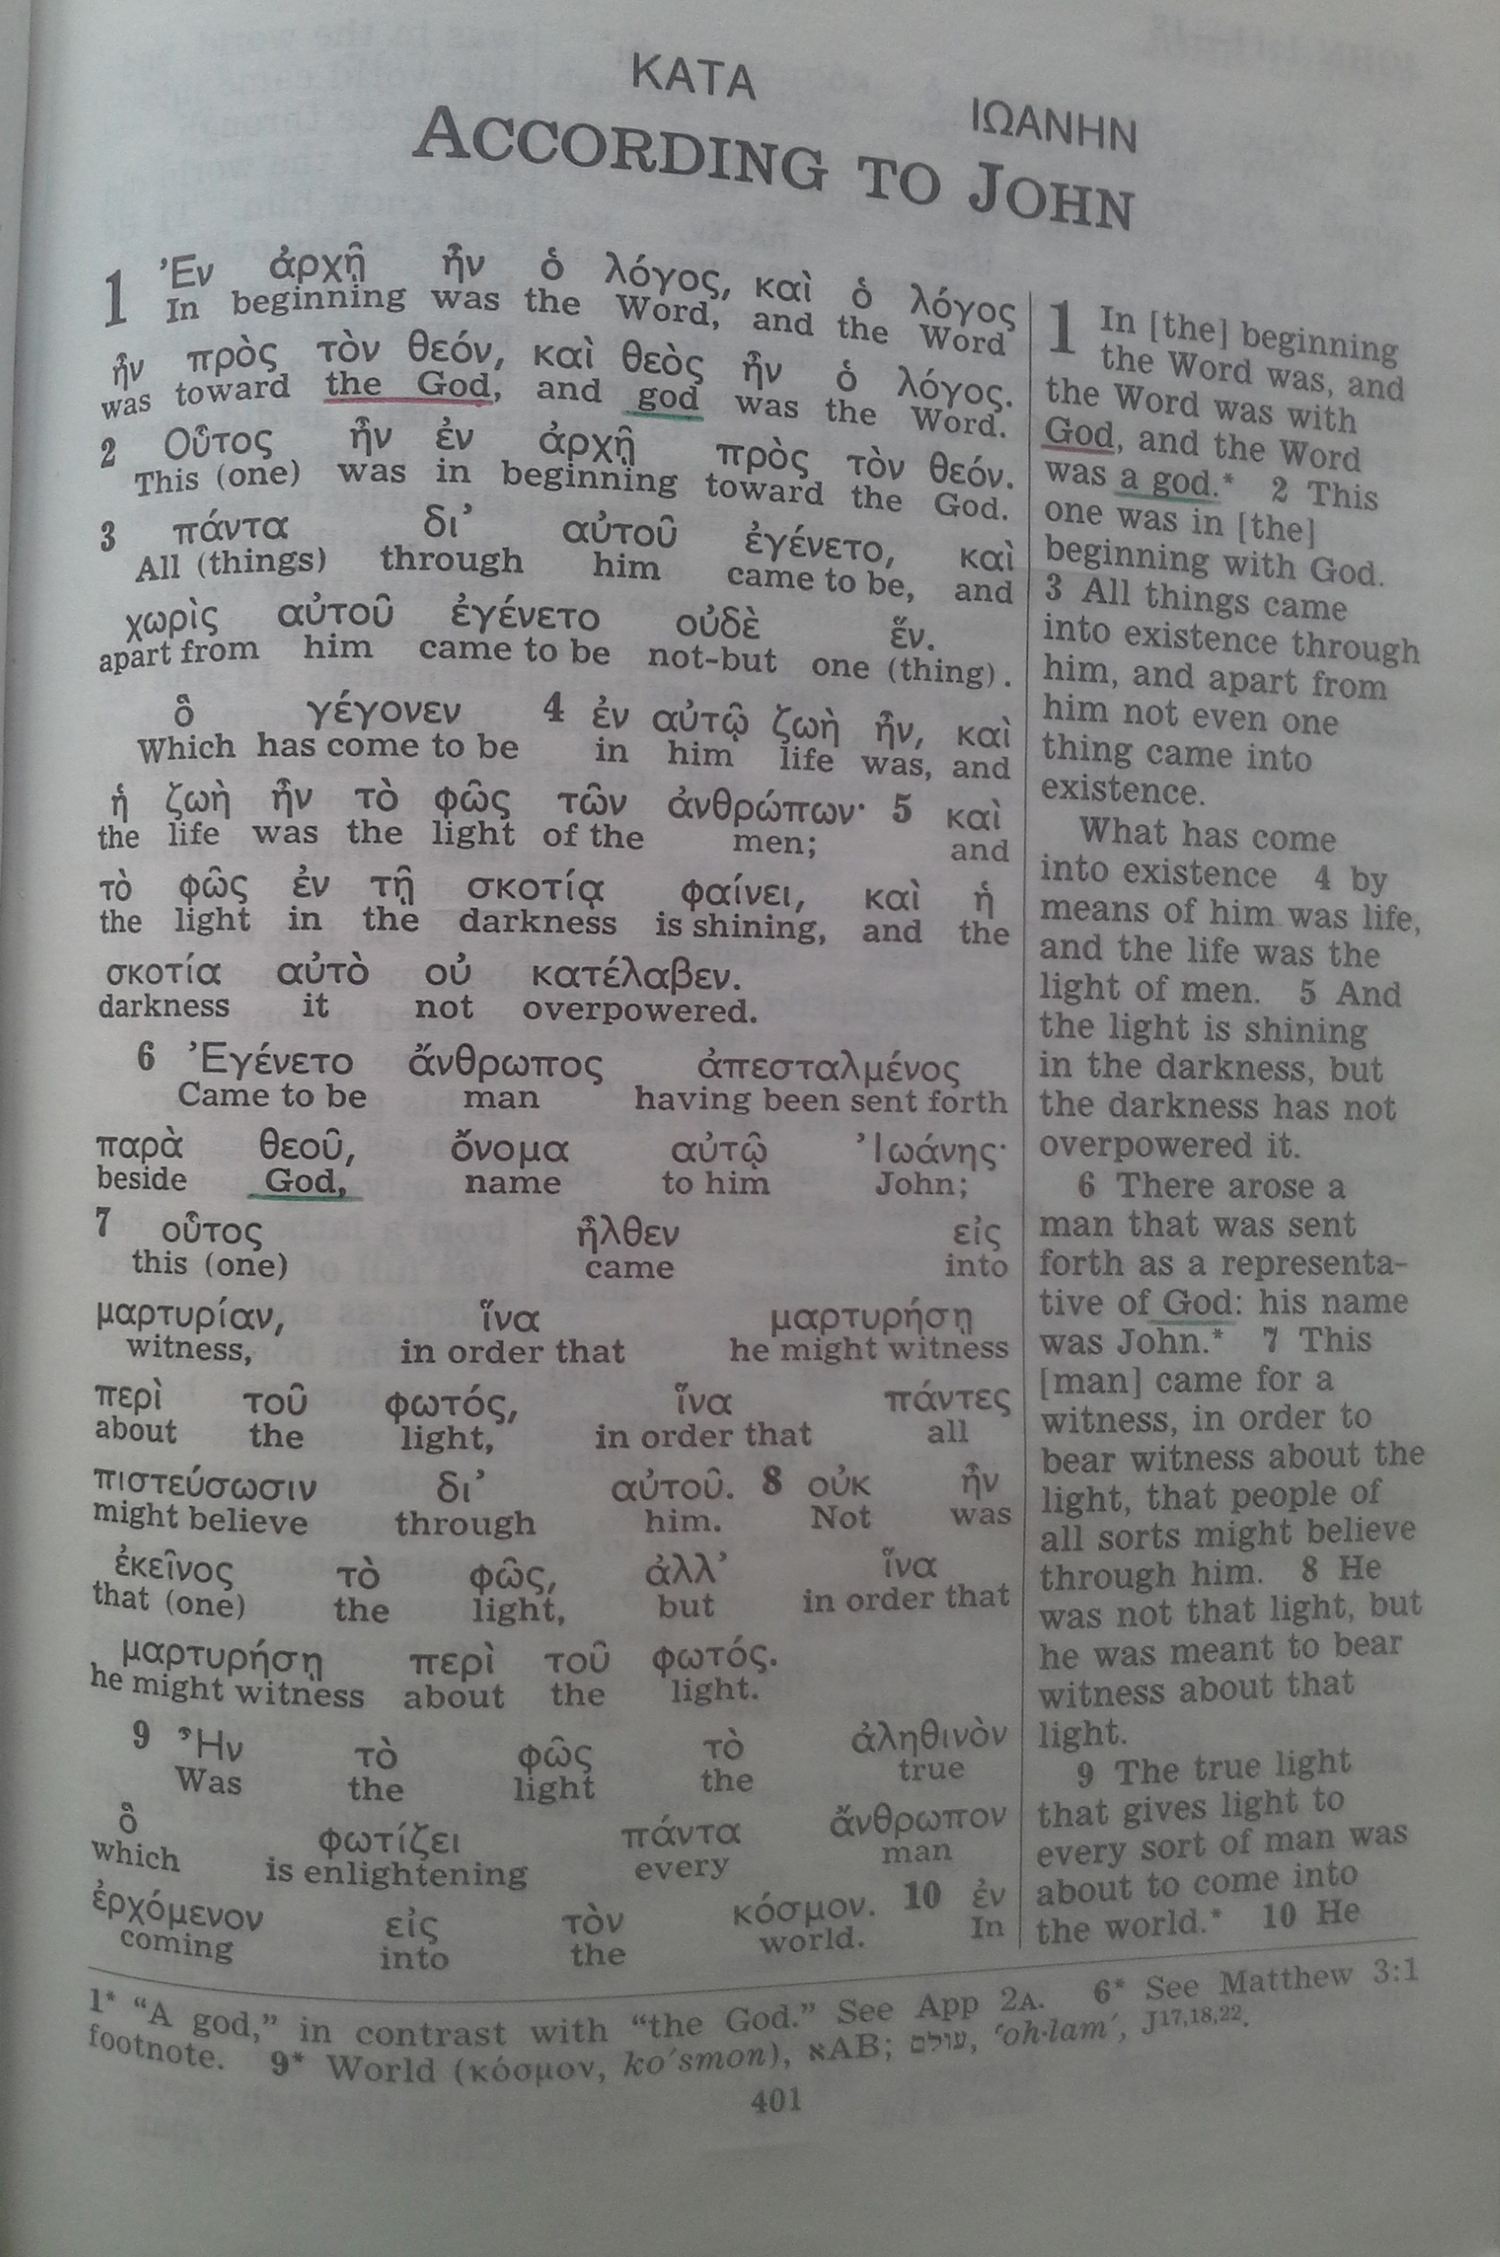 ΚΑΤΑ ΙΩΑΝΗΝ
ACCORDING TO JOHN
1 Ἐν ἀρχῇ ἦν ὁ λόγος, καὶ ὁ λόγος
In beginning was the Word, and the Word
ἦν πρὸς τὸν θεόν, καὶ θεὸς ἦν ὁ λόγος.
was toward the God, and god was the Word.
2 Οὗτος ἦν ἐν ἀρχῇ πρὸς τὸν θεόν.
This (one) was in beginning toward the God.
3 πάντα δι’ αὐτοῦ ἐγένετο, καὶ
All (things) through him came to be, and
χωρὶς αὐτοῦ ἐγένετο οὐδὲ ἕν.
apart from him came to be not-but one (thing).
ὃ γέγονεν 4 ἐν αὐτῷ ζωὴ ἦν, καὶ
Which has come to be in him life was, and
ἡ ζωὴ ἦν τὸ φῶς τῶν ἀνθρώπων· 5 καὶ
the life was the light of the men; and
τὸ φῶς ἐν τῇ σκοτίᾳ φαίνει, καὶ ἡ
the light in the darkness is shining, and the
σκοτία αὐτὸ οὐ κατέλαβεν.
darkness it not overpowered.
6 Ἐγένετο ἄνθρωπος ἀπεσταλμένος
Came to be man having been sent forth
παρὰ θεοῦ, ὄνομα αὐτῷ Ἰωάνης·
beside God, name to him John;
7 οὗτος ἦλθεν εἰς
this (one) came into
μαρτυρίαν, ἵνα μαρτυρήσῃ
witness, in order that he might witness
περὶ τοῦ φωτός, ἵνα πάντες
about the light, in order that all
πιστεύσωσιν δι’ αὐτοῦ. 8 οὐκ ἦν
might believe through him. Not was
ἐκεῖνος τὸ φῶς, ἀλλ’ ἵνα
that (one) the light, but in order that
μαρτυρήσῃ περὶ τοῦ φωτός.
he might witness about the light.
9 Ἦν τὸ φῶς τὸ ἀληθινὸν
Was the light the true
ὃ φωτίζει πάντα ἄνθρωπον
which is enlightening every man
ἐρχόμενον εἰς τὸν κόσμον. 10 ἐν
coming into the world. In
1 In [the] beginning
the Word was, and
the Word was with
God, and the Word
was a god.* 2 This
one was in [the]
beginning with God.
3 All things came
into existence through
him, and apart from
him not even one
thing came into
existence.
What has come
into existence 4 by
means of him was life,
and the life was the
light of men. 5 And
the light is shining
in the darkness, but
the darkness has not
overpowered it.
6 There arose a
man that was sent
forth as a representa-
tive of God: his name
was John.* 7 This
[man] came for a
witness, in order to
bear witness about the
light, that people of
all sorts might believe
through him. 8 He
was not that light, but
he was meant to bear
witness about that
light.
9 The true light
that gives light to
every sort of man was
about to come into
the world.* 10 He
1* “A god,” in contrast with “the God.” See App 2A. 6* See Matthew 3:1
footnote. 9* World (κόσμον, ko′smon), אAB; עולם, ‛oh·lam′, J17,18,22.
401